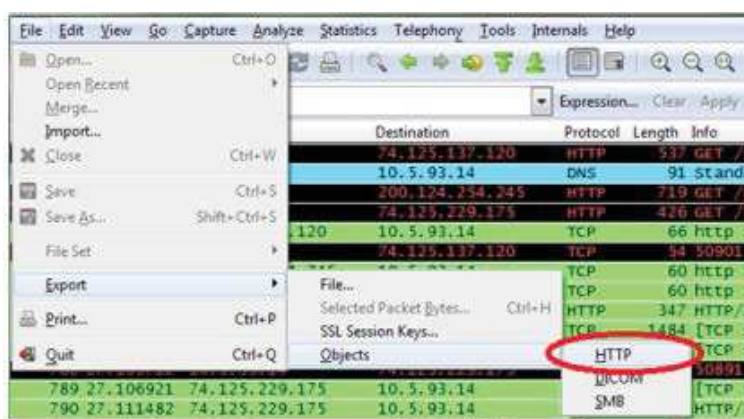 File Edit View Go Capture Analyze Statistics Telephony Tools Internals Help
Open... Ctrl+O
Open Recent
Merge...
Import...
Close Ctrl+W
Save Ctrl+S
Save As... Shift+Ctrl+S
File Set
Export
Print... Ctrl+P
Quit Ctrl+Q
File...
Selected Packet Bytes... Ctrl+H
SSL Session Keys...
Objects
HTTP
DICOM
SMB
Expression... Clear Apply
Destination Protocol Length Info
74.125.137.120 HTTP 537 GET /
10.5.93.14 DNS 91 Stand
200.124.254.245 HTTP 719 GET /
74.125.229.175 HTTP 426 GET /
120 10.5.93.14 TCP 66 http
74.125.137.120 TCP 54 50901
TCP 60 http
TCP 60 http
HTTP 347 HTTP/
TCP 1484 [TCP
[TCP
50891
789 27.106921 74.125.229.175 10.5.93.14 [TCP
790 27.111482 74.125.229.175 10.5.93.14 HTTP/